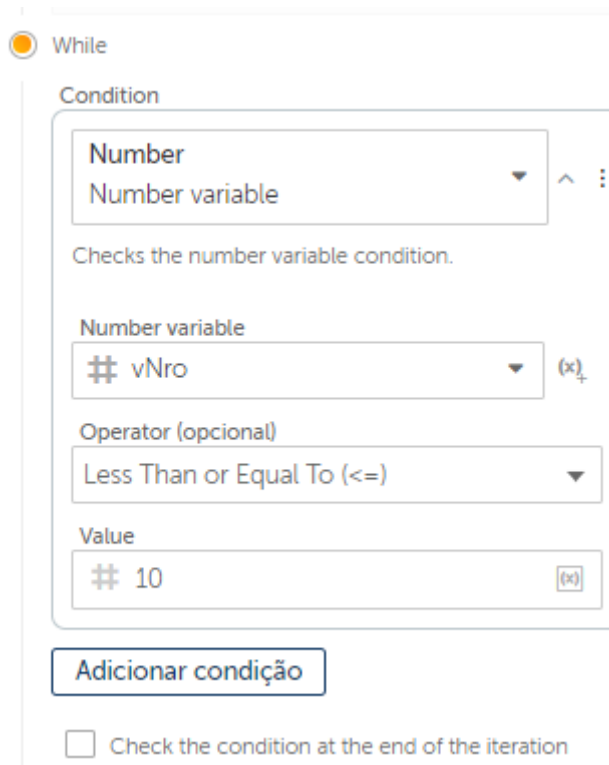 While
Condition
Number
Number variable
Checks the number variable condition.
Number variable
vNro
(x)+
Operator (opcional)
Less Than or Equal To (<=)
Value
10
(x)
Adicionar condição
Check the condition at the end of the iteration